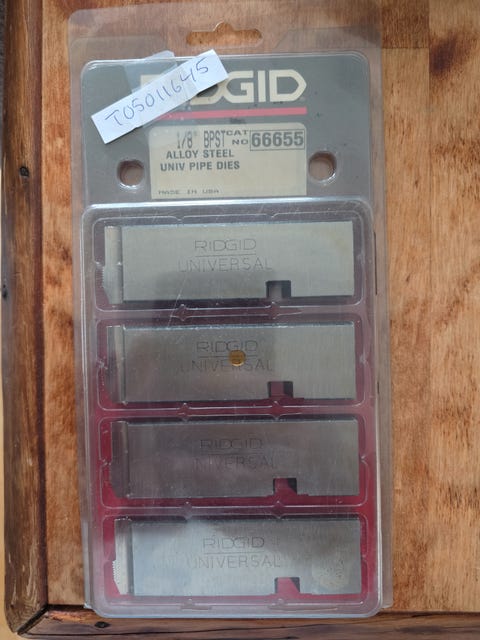 RIDGID
T05011645
1/8" BPST CAT NO 66655
ALLOY STEEL
UNIV PIPE DIES
MADE IN USA
RIDGID
UNIVERSAL
RIDGID
UNIVERSAL
RIDGID
UNIVERSAL
RIDGID
UNIVERSAL